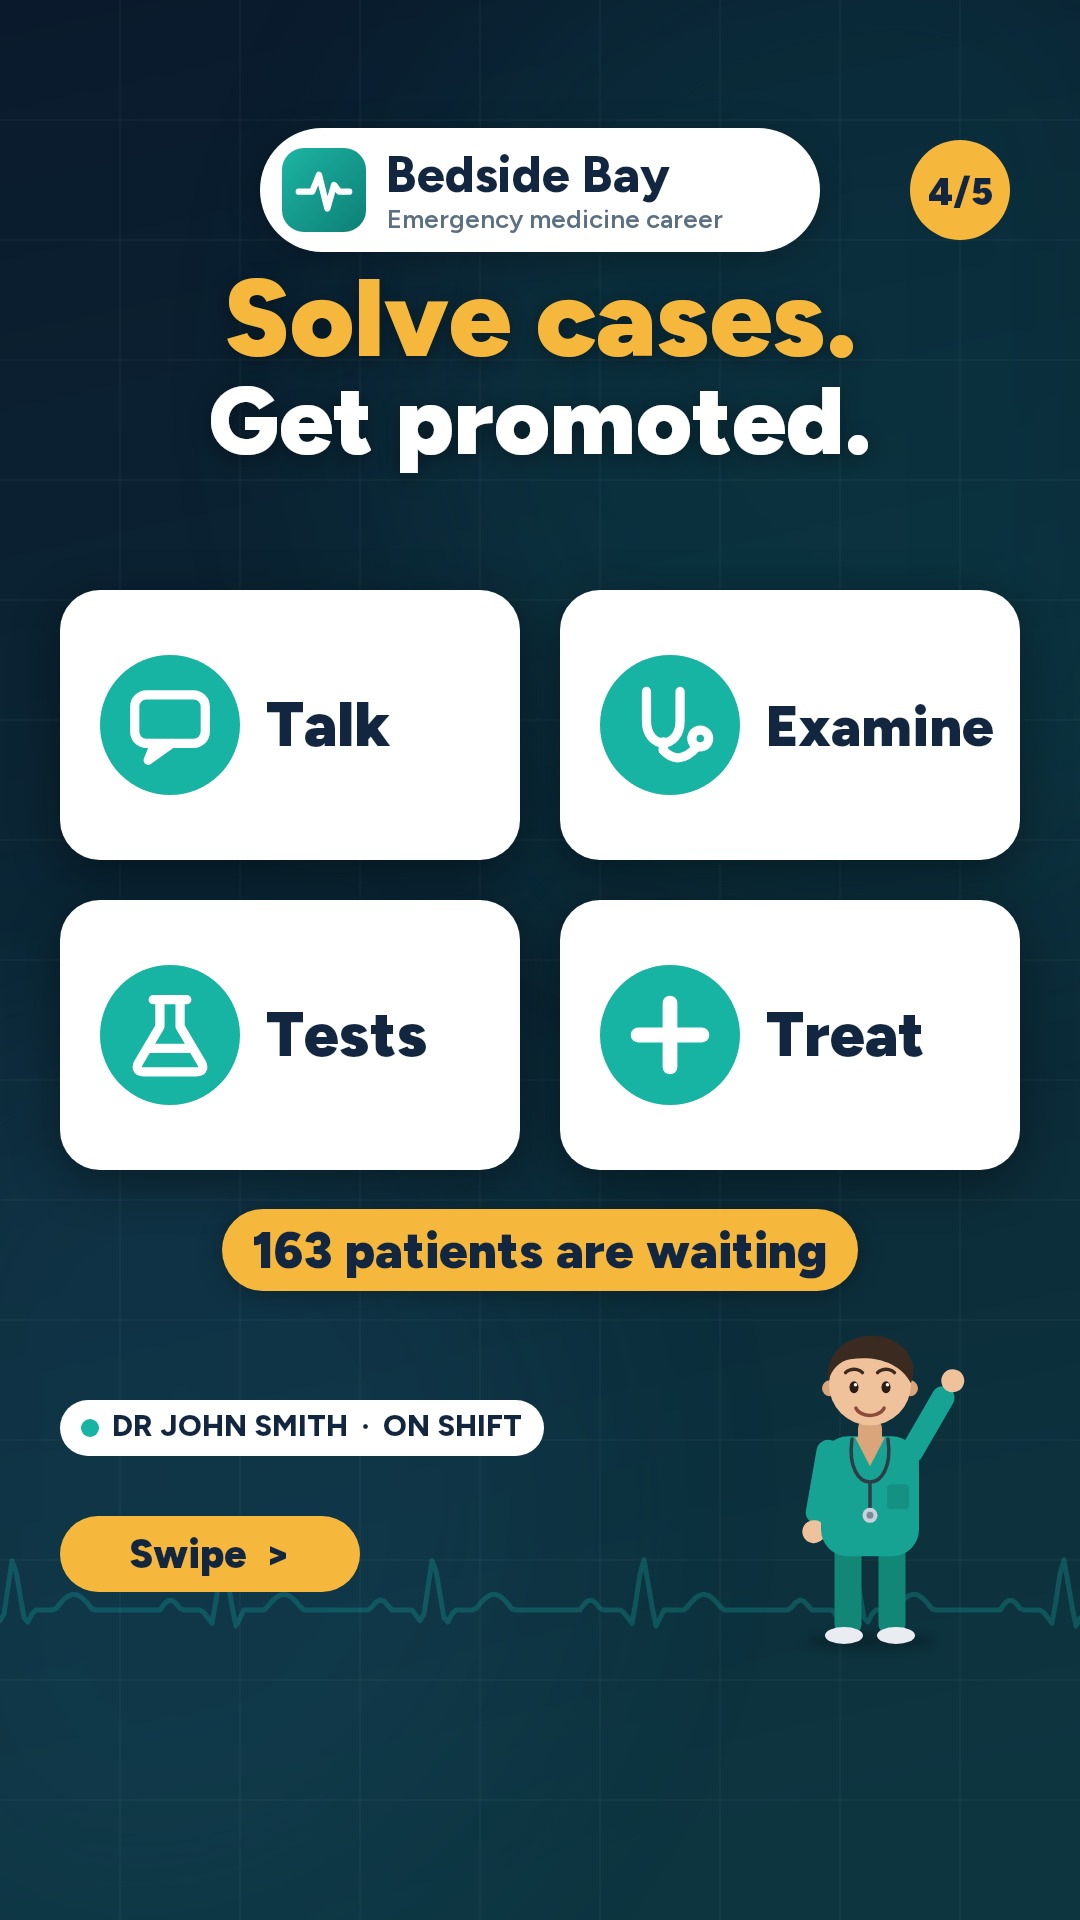 Bedside Bay
Emergency medicine career
4/5
Solve cases.
Get promoted.
Talk
Examine
Tests
Treat
163 patients are waiting
DR JOHN SMITH · ON SHIFT
Swipe >